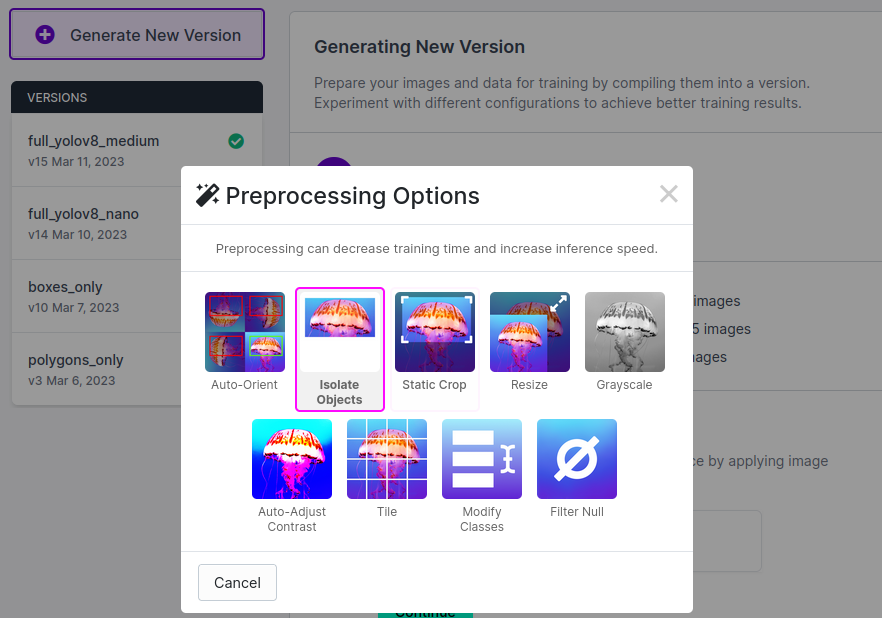 Generate New Version
VERSIONS
full_yolov8_medium
v15 Mar 11, 2023
full_yolov8_nano
v14 Mar 10, 2023
boxes_only
v10 Mar 7, 2023
polygons_only
v3 Mar 6, 2023
Generating New Version
Prepare your images and data for training by compiling them into a version.
Experiment with different configurations to achieve better training results.
images
5 images
ce by applying image
Preprocessing Options
Preprocessing can decrease training time and increase inference speed.
Auto-Orient
Isolate
Objects
Static Crop
Resize
Grayscale
Auto-Adjust
Contrast
Tile
Modify
Classes
Filter Null
Cancel
Continue